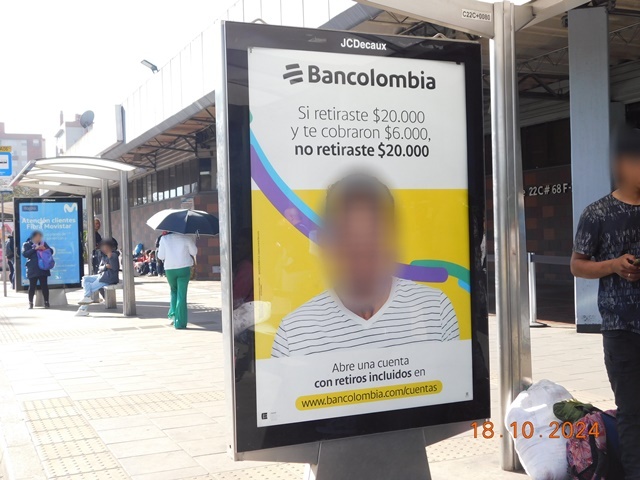 C22C+0080
JCDecaux
Bancolombia
Si retiraste $20.000
y te cobraron $6.000,
no retiraste $20.000
Abre una cuenta
con retiros incluidos en
www.bancolombia.com/cuentas
Atención clientes
Movistar
22C# 68 F-
18.10.2024